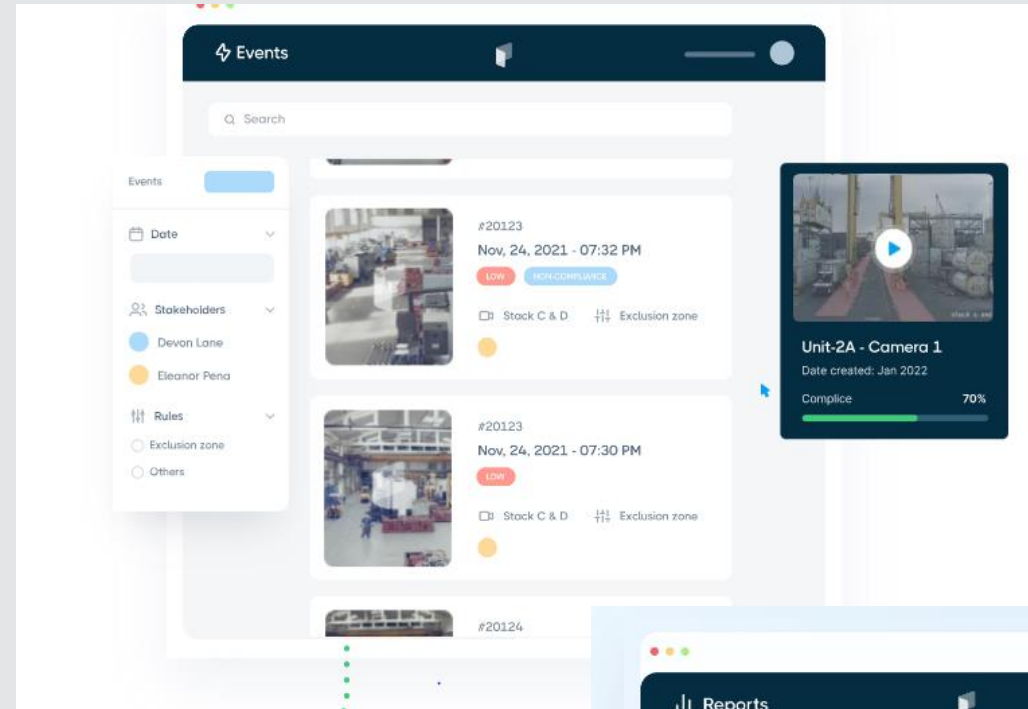 Events
Search
Events
Date
Stakeholders
Devon Lane
Eleanor Pena
Rules
Exclusion zone
Others
#20123
Nov, 24, 2021 - 07:32 PM
LOW NON-COMPLIANCE
Stack C & D Exclusion zone
#20123
Nov, 24, 2021 - 07:30 PM
LOW
Stack C & D Exclusion zone
#20124
Unit-2A - Camera 1
Date created: Jan 2022
Complice 70%
Reports